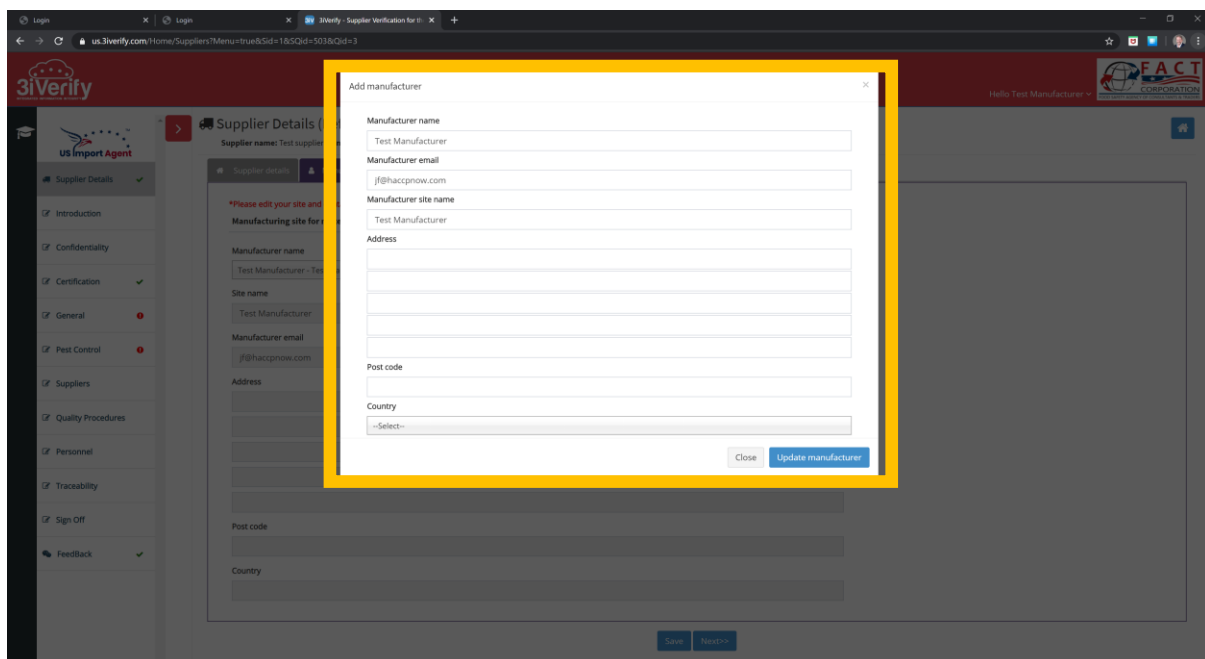 Login
Login
3iVerify - Supplier Verification for th
us.3iverify.com/Home/Suppliers?Menu=true&Sid=18&SQid=503&Qid=3
3iVerify
Hello Test Manufacturer
FACT
CORPORATION
US Import Agent
Supplier Details
Introduction
Confidentiality
Certification
General
Pest Control
Suppliers
Quality Procedures
Personnel
Traceability
Sign Off
FeedBack
Supplier Details (
Supplier name: Test supplier
Supplier details
*Please edit your site and
Manufacturing site for
Manufacturer name
Test Manufacturer - Tes
Site name
Test Manufacturer
Manufacturer email
jf@haccpnow.com
Address
Post code
Country
Save
Next>>
Add manufacturer
Manufacturer name
Test Manufacturer
Manufacturer email
jf@haccpnow.com
Manufacturer site name
Test Manufacturer
Address
Post code
Country
--Select--
Close
Update manufacturer